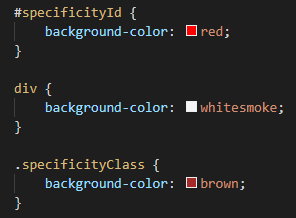 #specificityId {
    background-color: red;
}
div {
    background-color: whitesmoke;
}
.specificityClass {
    background-color: brown;
}